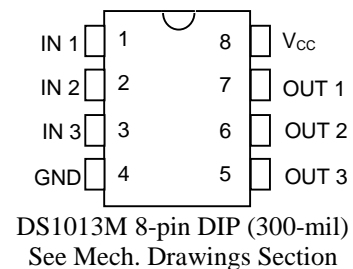 IN 1 1 8 VCC
IN 2 2 7 OUT 1
IN 3 3 6 OUT 2
GND 4 5 OUT 3
DS1013M 8-pin DIP (300-mil)
See Mech. Drawings Section